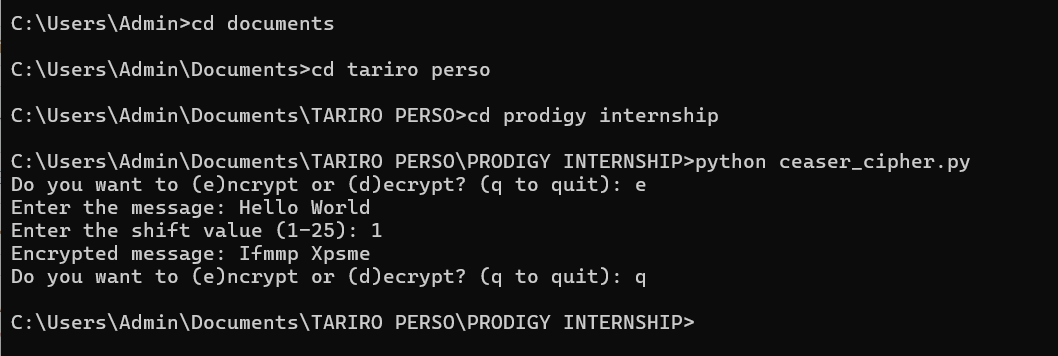 C:\Users\Admin>cd documents
C:\Users\Admin\Documents>cd tariro perso
C:\Users\Admin\Documents\TARIRO PERSO>cd prodigy internship
C:\Users\Admin\Documents\TARIRO PERSO\PRODIGY INTERNSHIP>python ceaser_cipher.py
Do you want to (e)ncrypt or (d)ecrypt? (q to quit): e
Enter the message: Hello World
Enter the shift value (1-25): 1
Encrypted message: Ifmmp Xpsme
Do you want to (e)ncrypt or (d)ecrypt? (q to quit): q
C:\Users\Admin\Documents\TARIRO PERSO\PRODIGY INTERNSHIP>